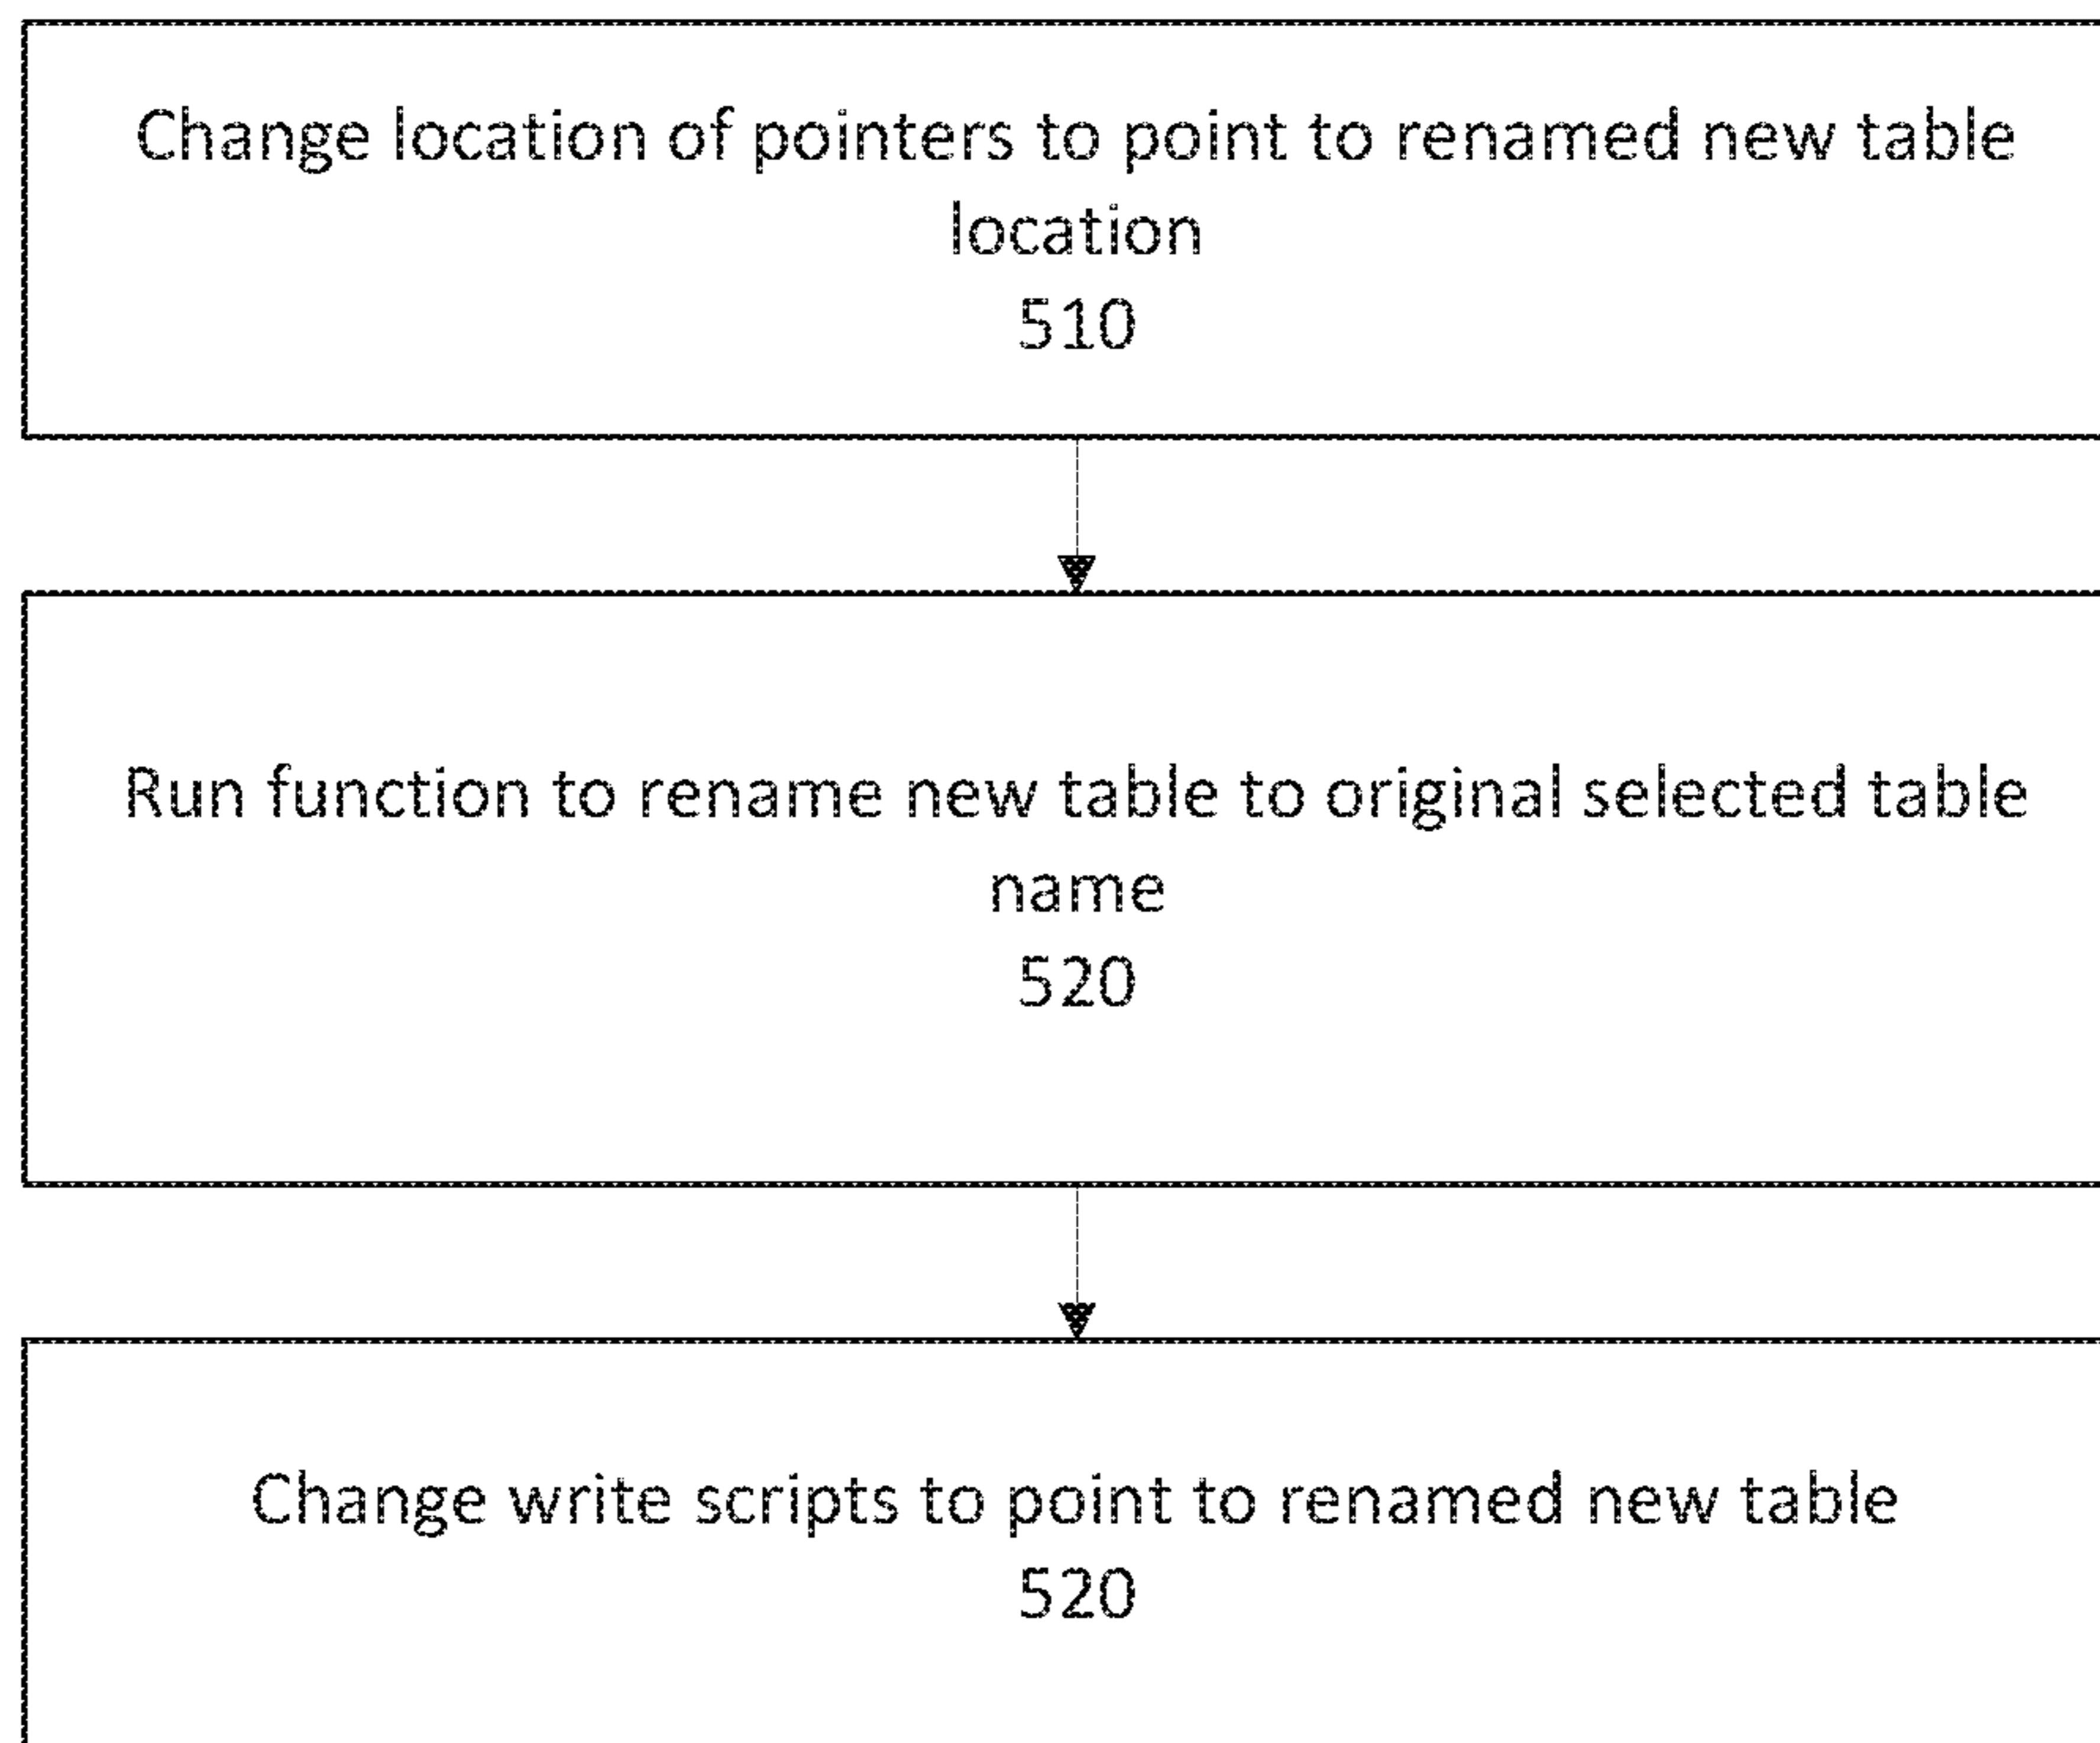 Change location of pointers to point to renamed new table
location
510
Run function to rename new table to original selected table
name
520
Change write scripts to point to renamed new table
520